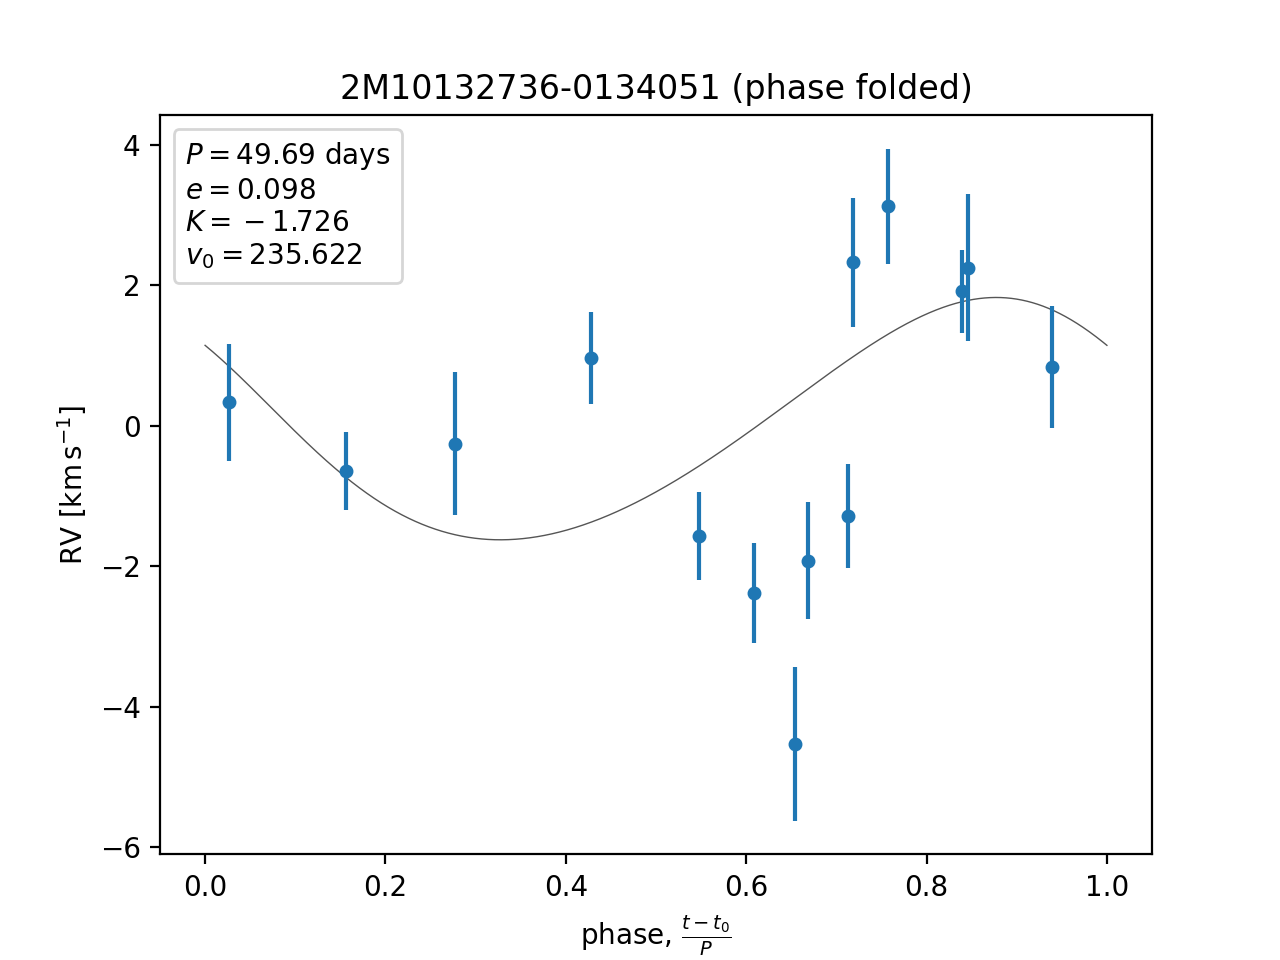 2M10132736-0134051 (phase folded)
P = 49.69 days
e = 0.098
K = −1.726
v₀ = 235.622
4
2
0
−2
−4
−6
RV [km s⁻¹]
0.0 0.2 0.4 0.6 0.8 1.0
phase, (t − t₀)/P